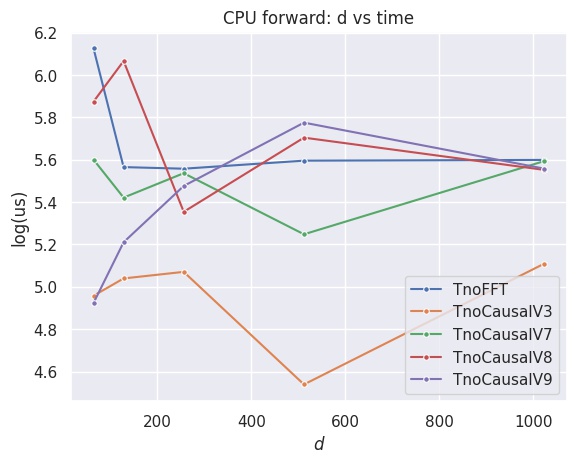 CPU forward: d vs time
6.2
6.0
5.8
5.6
5.4
5.2
5.0
4.8
4.6
log(us)
200
400
600
800
1000
d
TnoFFT
TnoCausalV3
TnoCausalV7
TnoCausalV8
TnoCausalV9